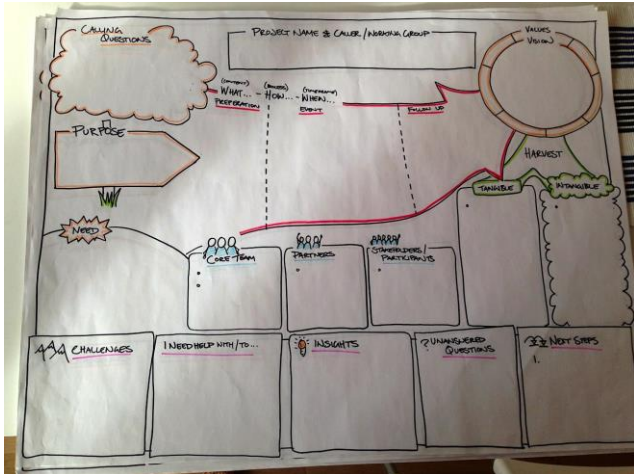 CALLING
QUESTIONS
PROJECT NAME & CALLER / WORKING GROUP
VALUES
VISION
(CONTENT) (PROCESS) (TIMEFRAME)
WHAT... - HOW... - WHEN...
PREPERATION
EVENT
FOLLOW UP
PURPOSE
HARVEST
TANGIBLE
INTANGIBLE
NEED
CORE TEAM
PARTNERS
STAKEHOLDERS/
PARTICIPANTS
CHALLENGES
I NEED HELP WITH / TO...
INSIGHTS
? UNANSWERED
QUESTIONS
NEXT STEPS
1.